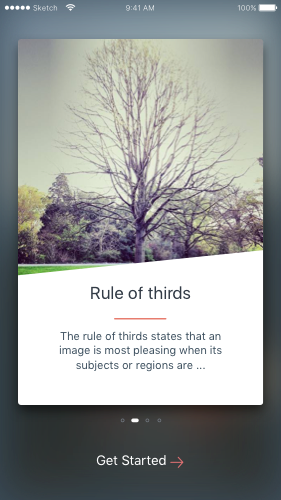 Sketch 9:41 AM 100%
Rule of thirds
The rule of thirds states that an
image is most pleasing when its
subjects or regions are ...
Get Started